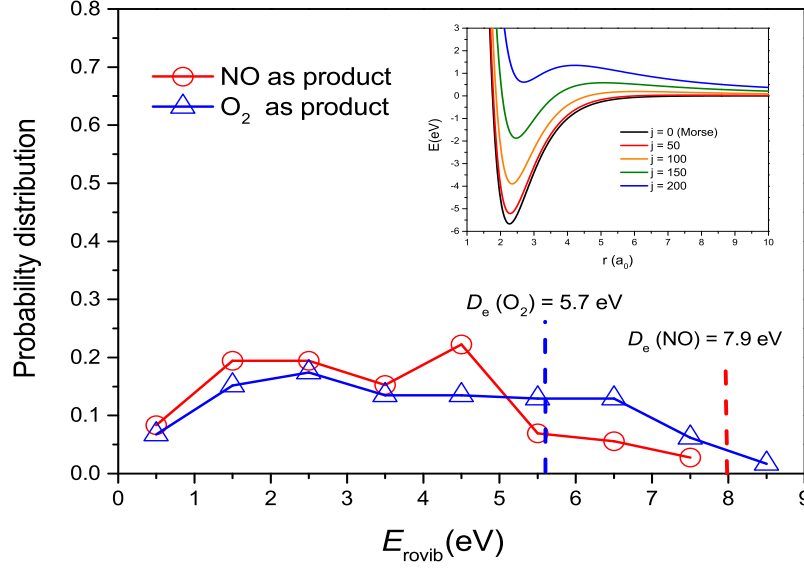 0.8
0.7
0.6
0.5
0.4
0.3
0.2
0.1
0.0
Probability distribution
NO as product
O2 as product
3
2
1
0
-1
-2
-3
-4
-5
-6
E(eV)
j = 0 (Morse)
j = 50
j = 100
j = 150
j = 200
1 2 3 4 5 6 7 8 9 10
r (a0)
De (O2) = 5.7 eV
De (NO) = 7.9 eV
0 1 2 3 4 5 6 7 8 9
Erovib(eV)